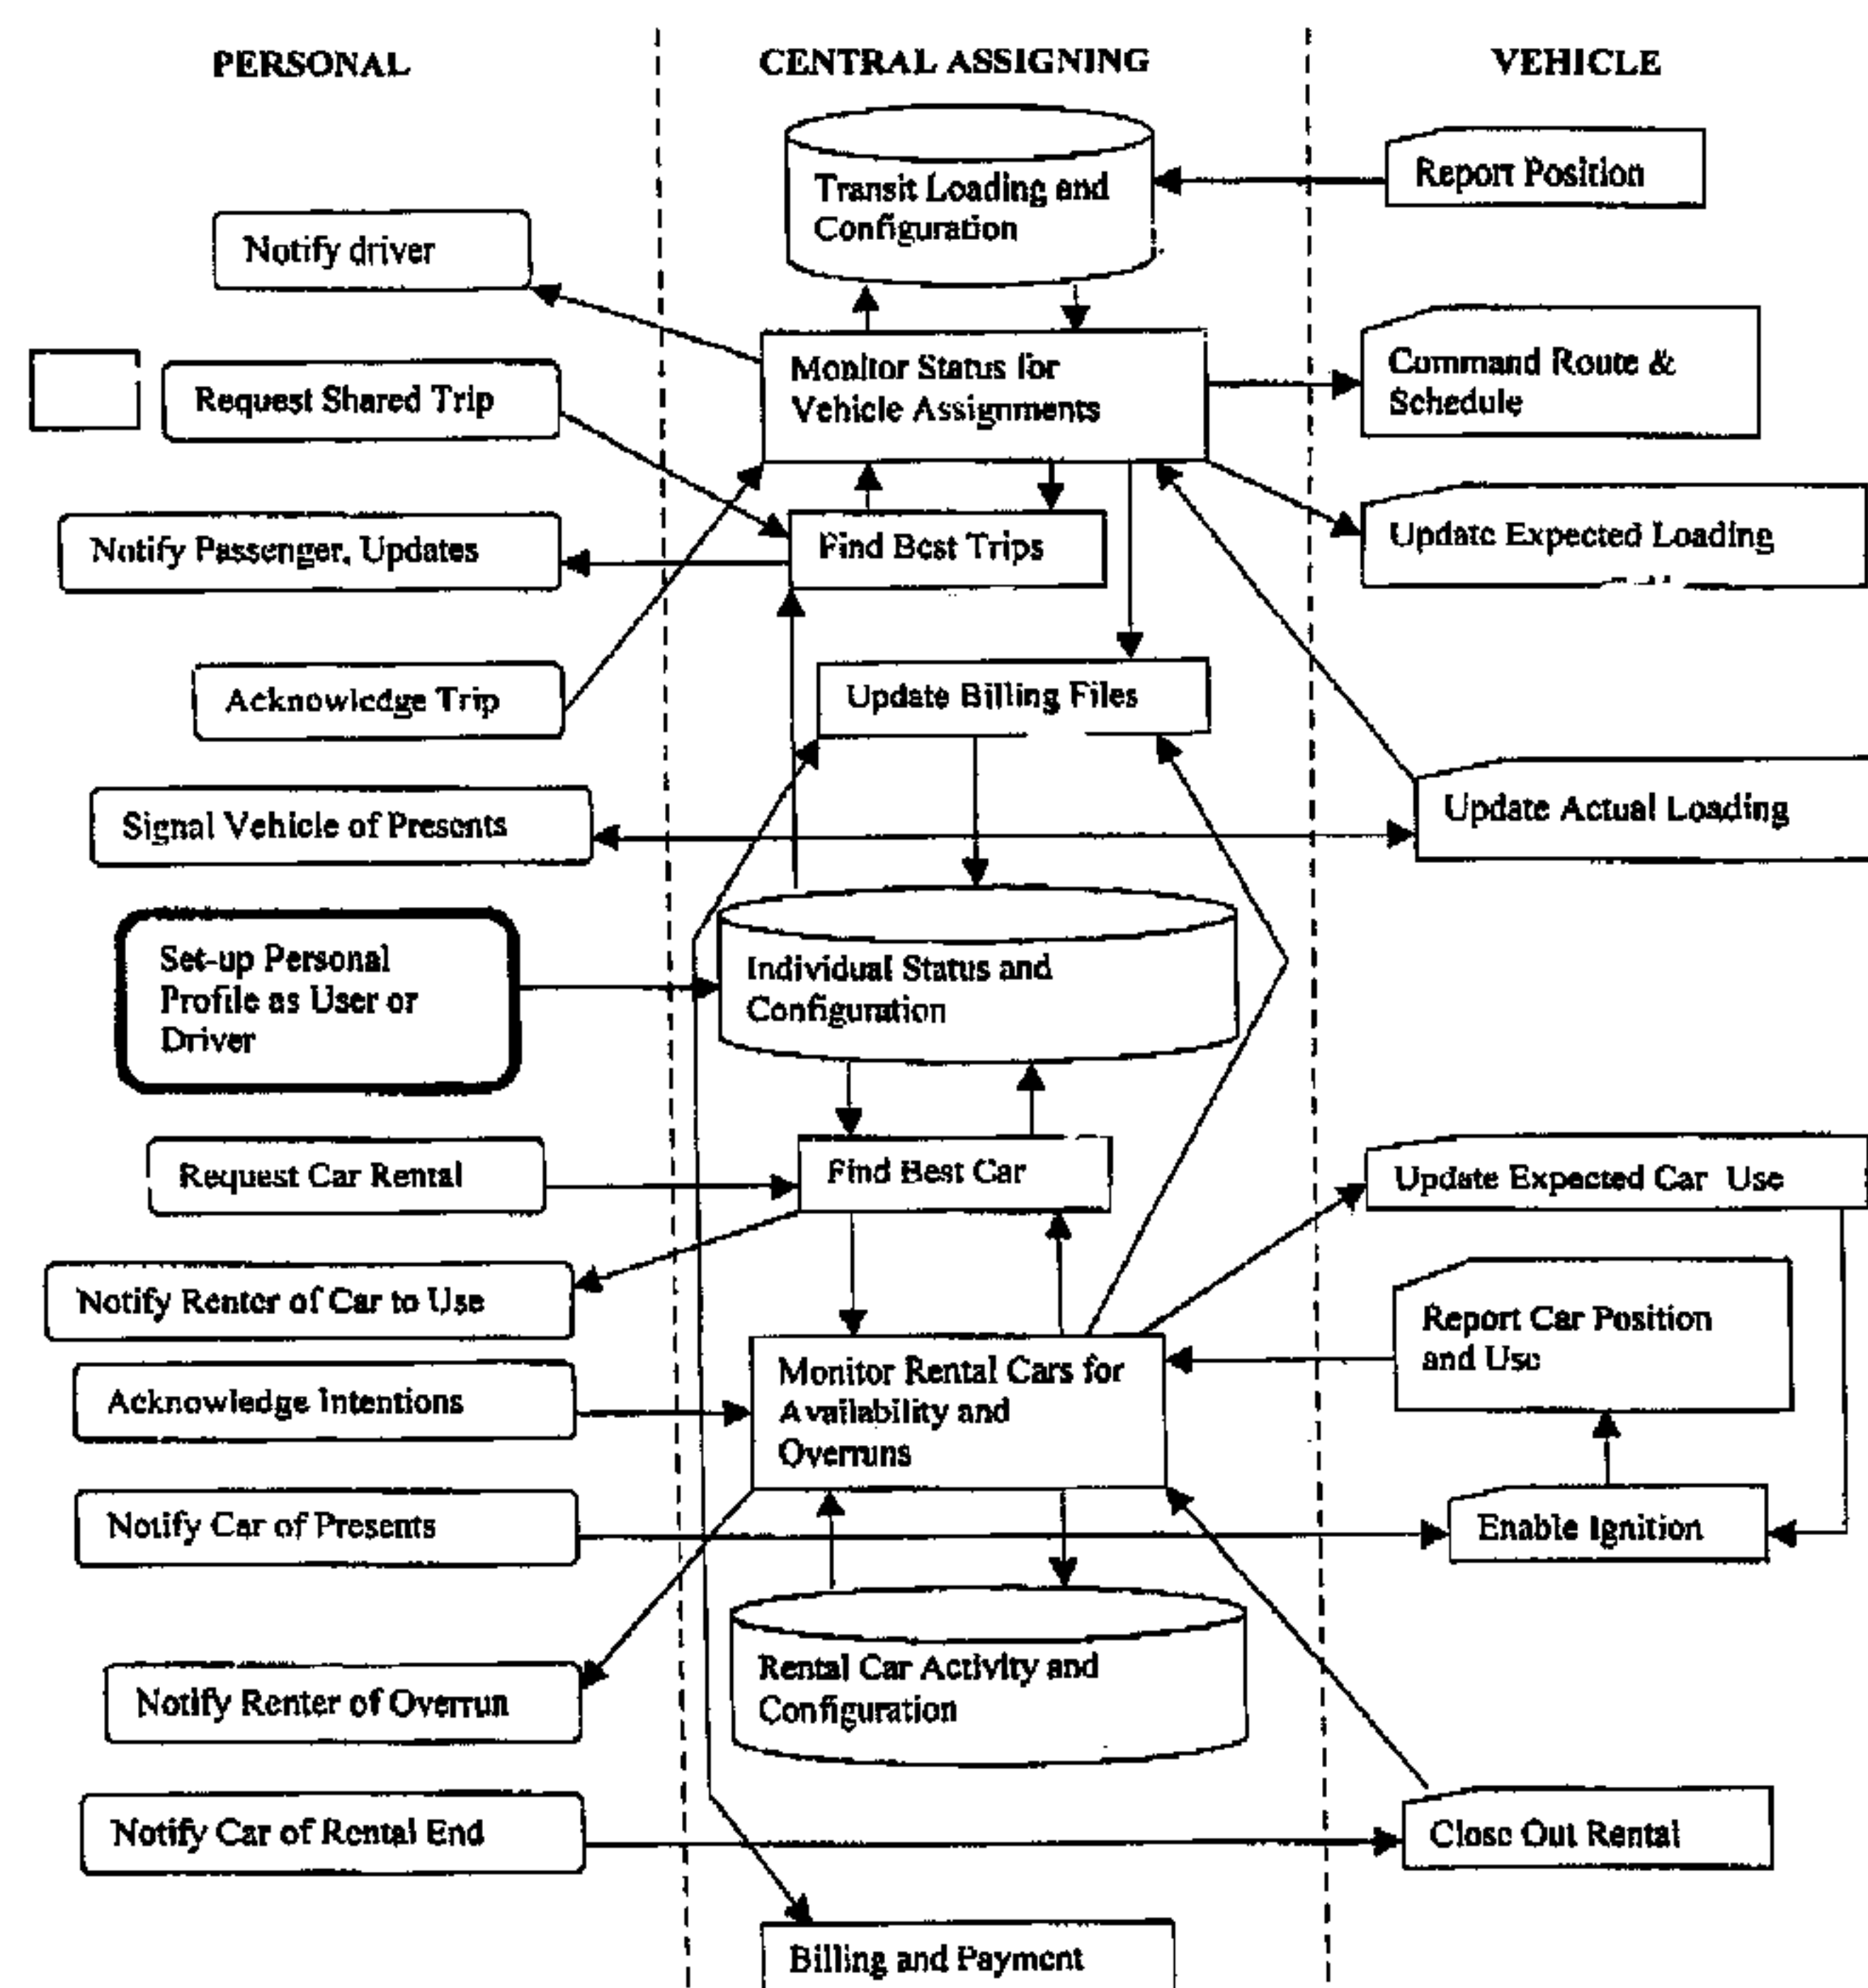 PERSONAL
CENTRAL ASSIGNING
VEHICLE
Transit Loading and
Configuration
Report Position
Notify driver
Monitor Status for
Vehicle Assignments
Command Route &
Schedule
Request Shared Trip
Find Best Trips
Update Expected Loading
Notify Passenger, Updates
Acknowledge Trip
Update Billing Files
Signal Vehicle of Presents
Update Actual Loading
Set-up Personal
Profile as User or
Driver
Individual Status and
Configuration
Request Car Rental
Find Best Car
Update Expected Car Use
Notify Renter of Car to Use
Report Car Position
and Use
Acknowledge Intentions
Monitor Rental Cars for
Availability and
Overruns
Notify Car of Presents
Enable Ignition
Notify Renter of Overrun
Rental Car Activity and
Configuration
Notify Car of Rental End
Close Out Rental
Billing and Payment